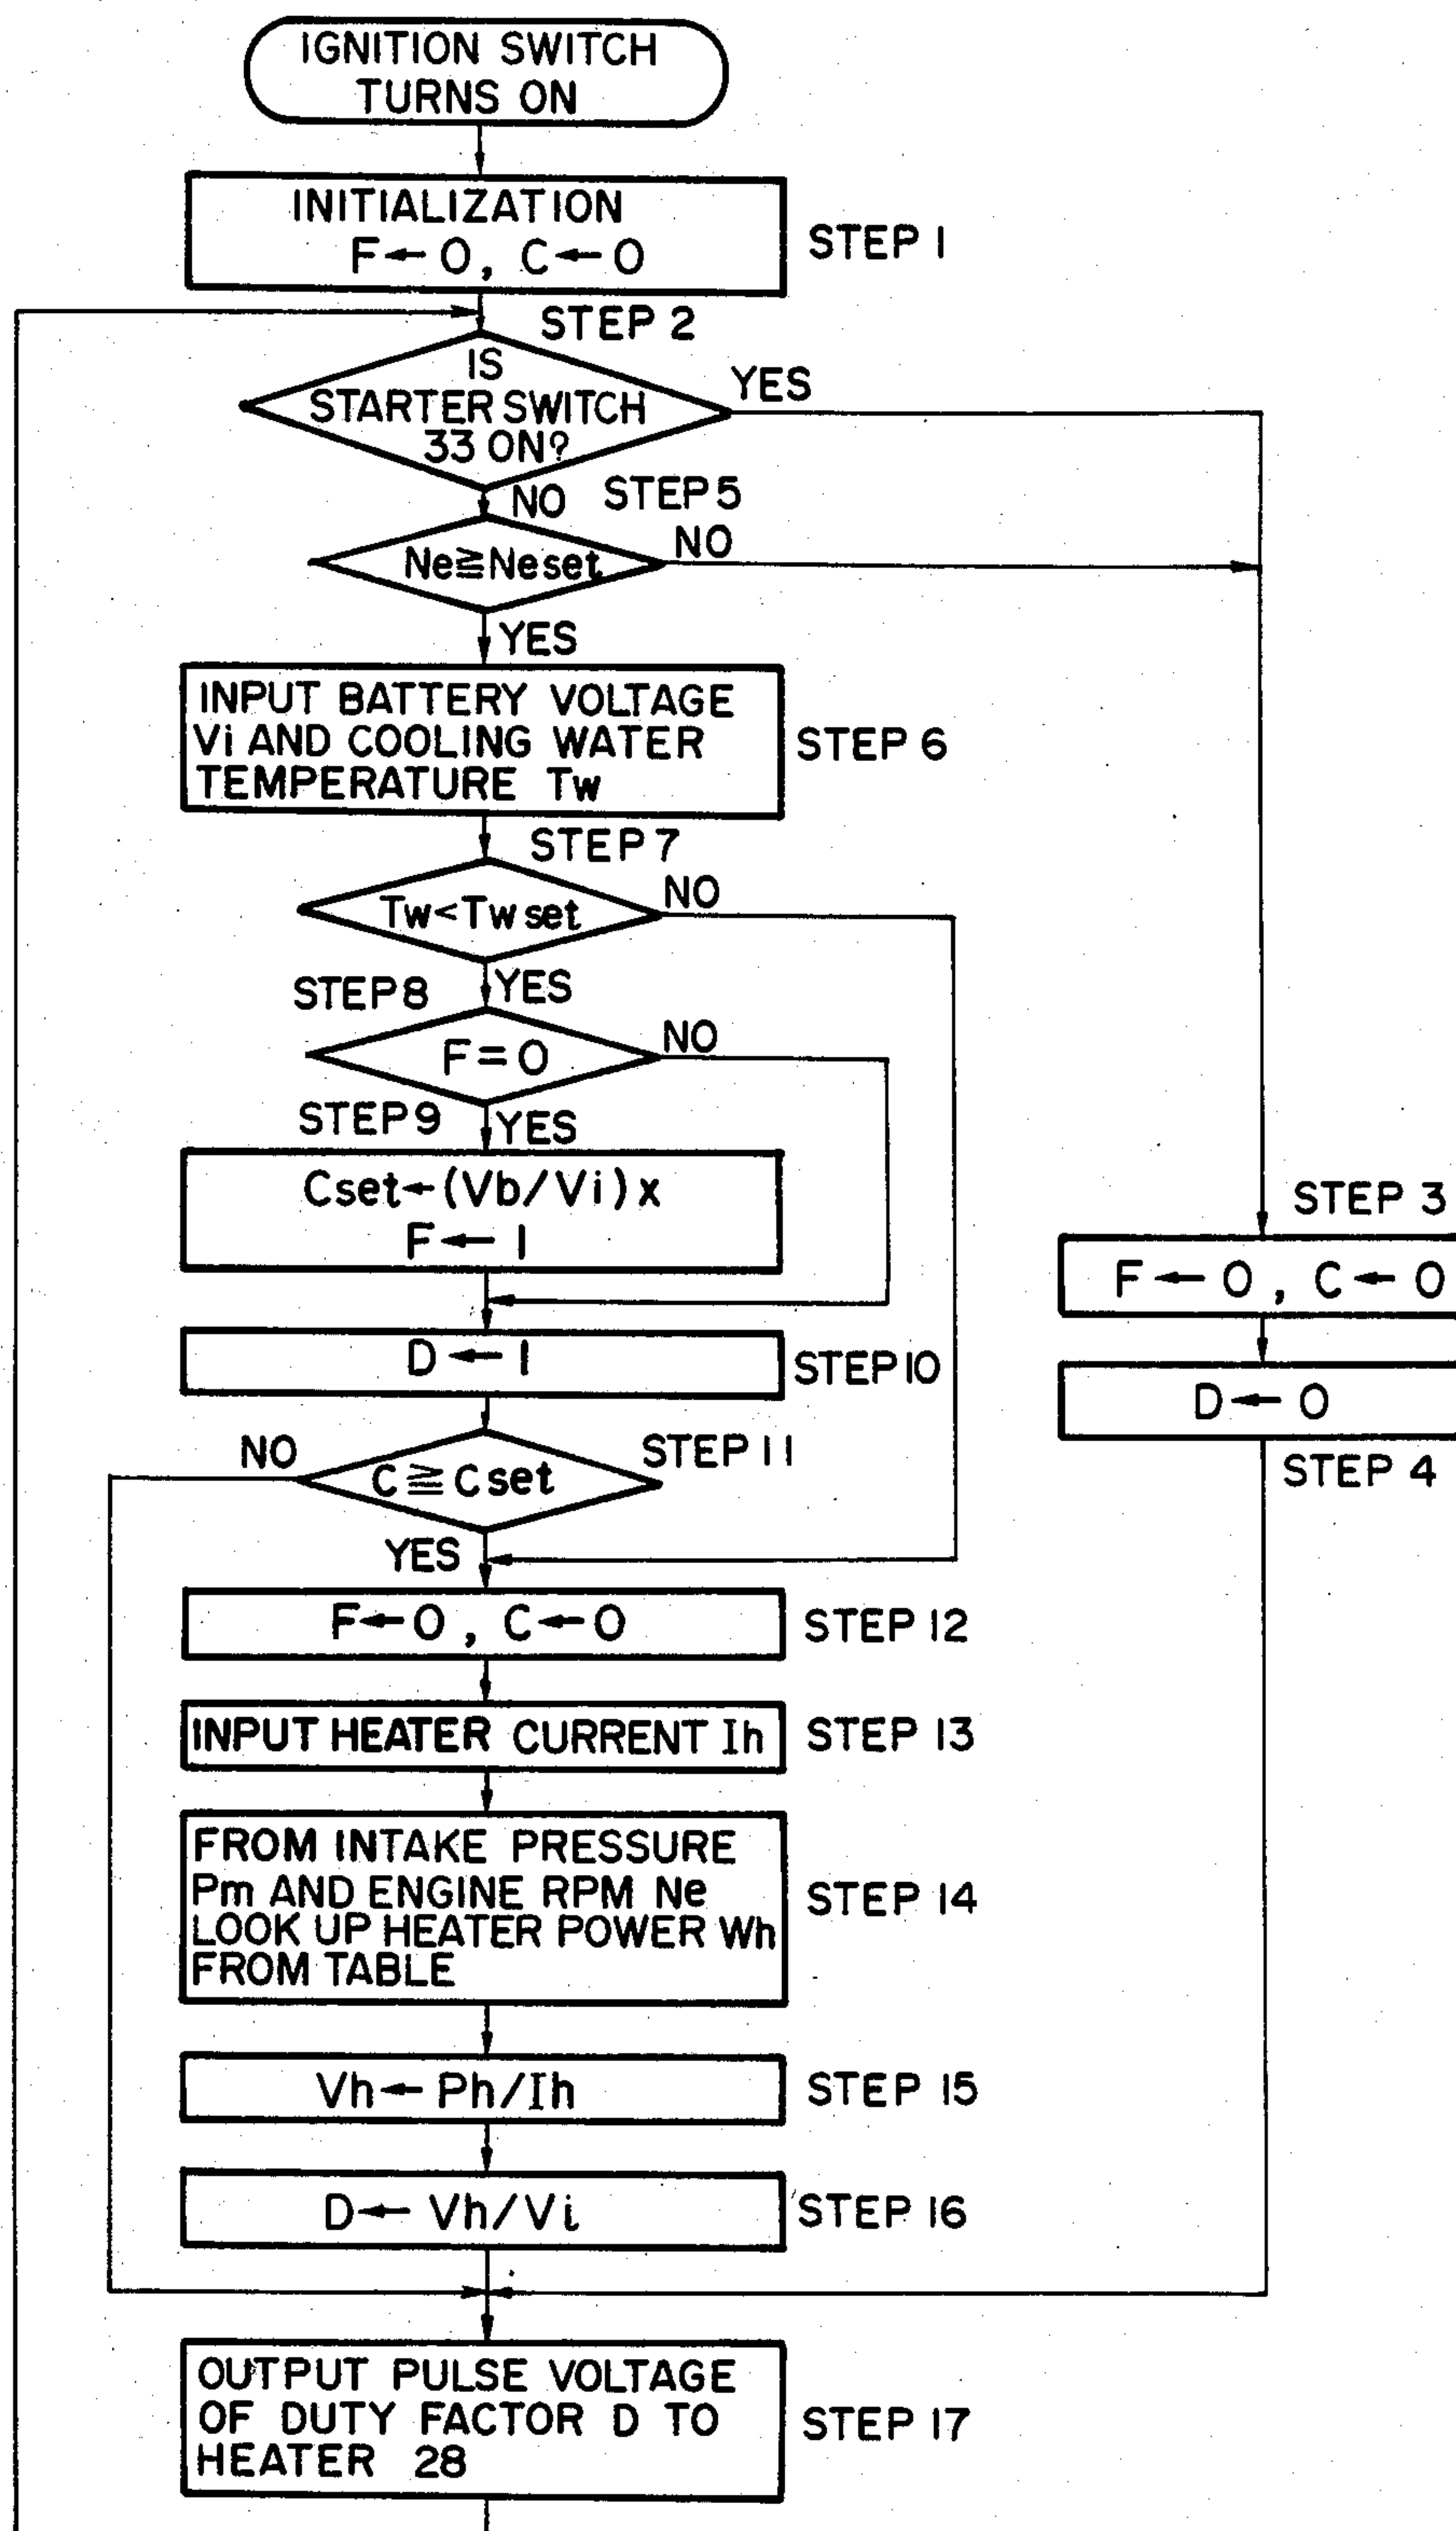 IGNITION SWITCH
TURNS ON
INITIALIZATION
F←0, C←0
STEP 1
STEP 2
IS
STARTER SWITCH
33 ON?
YES
NO
STEP 5
Ne≧Ne set
NO
YES
INPUT BATTERY VOLTAGE
Vi AND COOLING WATER
TEMPERATURE Tw
STEP 6
STEP 7
Tw<Tw set
NO
YES
STEP 8
F=0
NO
STEP 9
YES
Cset←(Vb/Vi)x
F←1
STEP 3
F←0, C←0
D←1
STEP 10
D←0
STEP 4
NO
STEP 11
C≧Cset
YES
F←0, C←0
STEP 12
INPUT HEATER CURRENT Ih
STEP 13
FROM INTAKE PRESSURE
Pm AND ENGINE RPM Ne
LOOK UP HEATER POWER Wh
FROM TABLE
STEP 14
Vh←Ph/Ih
STEP 15
D←Vh/Vi
STEP 16
OUTPUT PULSE VOLTAGE
OF DUTY FACTOR D TO
HEATER 28
STEP 17